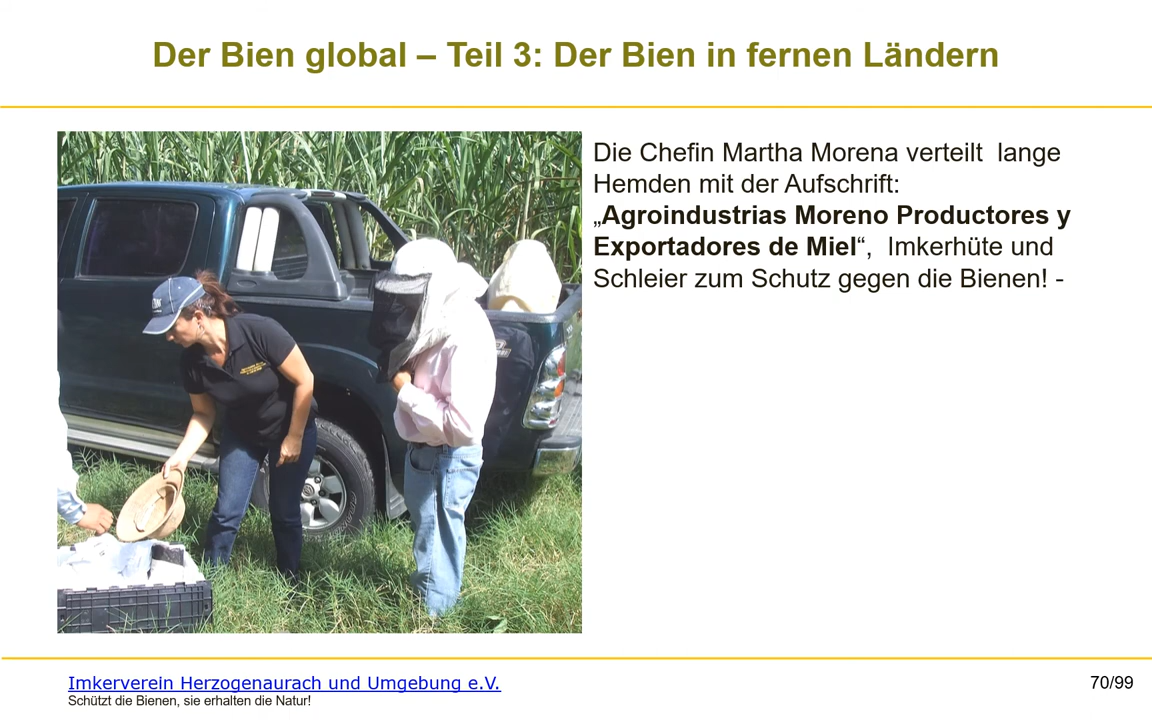 Der Bien global – Teil 3: Der Bien in fernen Ländern
Die Chefin Martha Morena verteilt  lange
Hemden mit der Aufschrift:
„Agroindustrias Moreno Productores y
Exportadores de Miel“,  Imkerhüte und
Schleier zum Schutz gegen die Bienen! -
Imkerverein Herzogenaurach und Umgebung e.V.
Schützt die Bienen, sie erhalten die Natur!
70/99